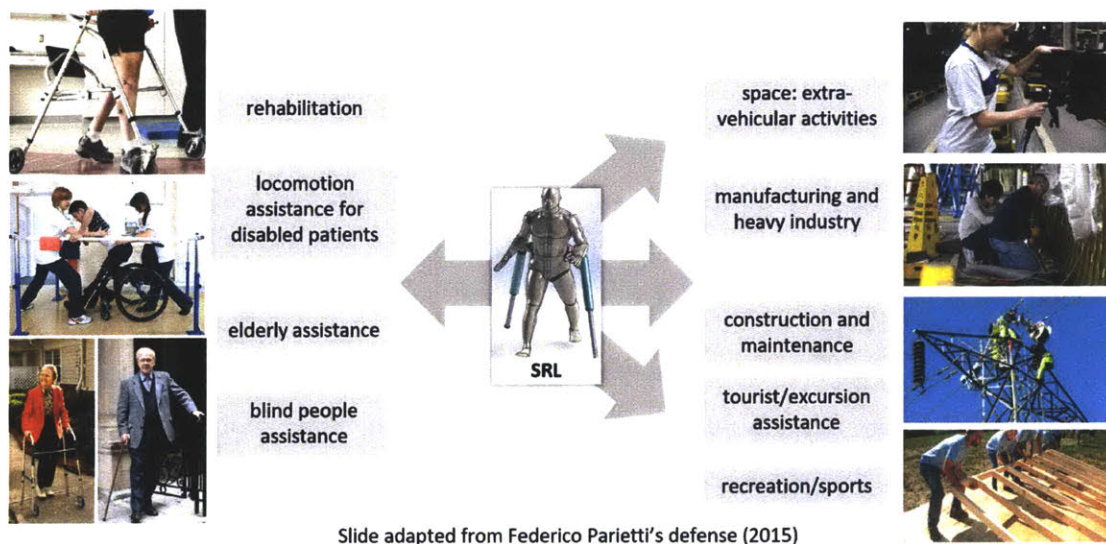 rehabilitation
locomotion
assistance for
disabled patients
elderly assistance
blind people
assistance
SRL
space: extra-
vehicular activities
manufacturing and
heavy industry
construction and
maintenance
tourist/excursion
assistance
recreation/sports
Slide adapted from Federico Parietti's defense (2015)